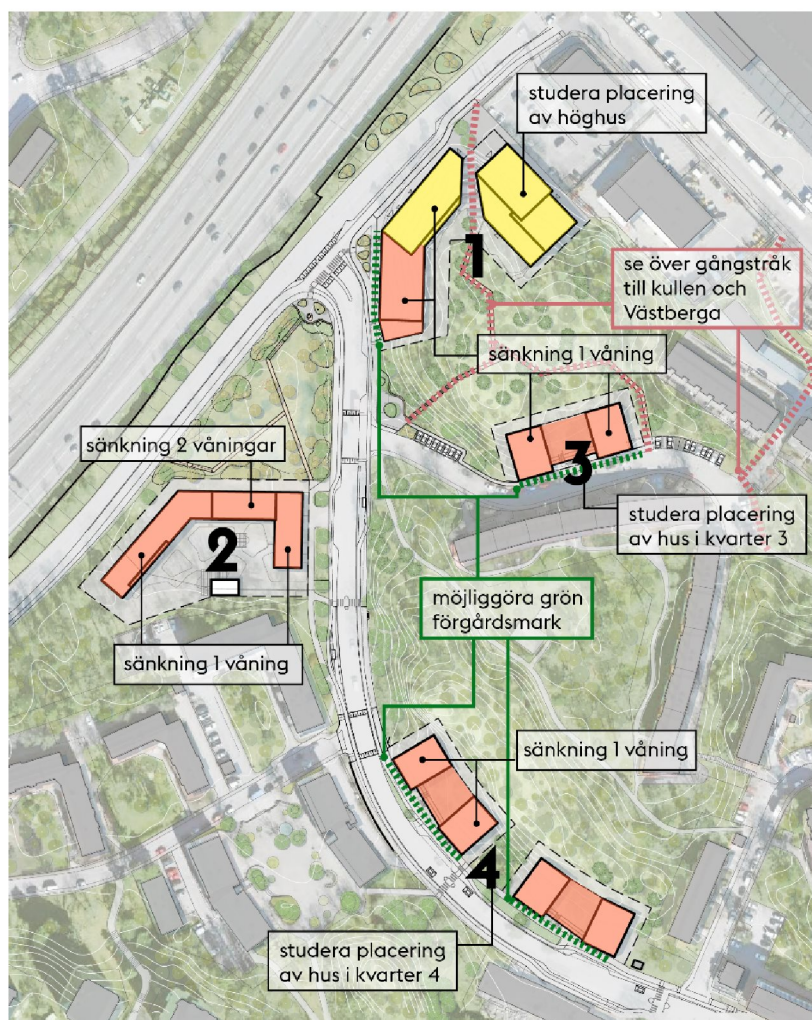 studera placering
av höghus
1
se över gångstråk
till kullen och
Västberga
sänkning 1 våning
sänkning 2 våningar
3
studera placering
av hus i kvarter 3
2
möjliggöra grön
förgårdsmark
sänkning 1 våning
sänkning 1 våning
4
studera placering
av hus i kvarter 4